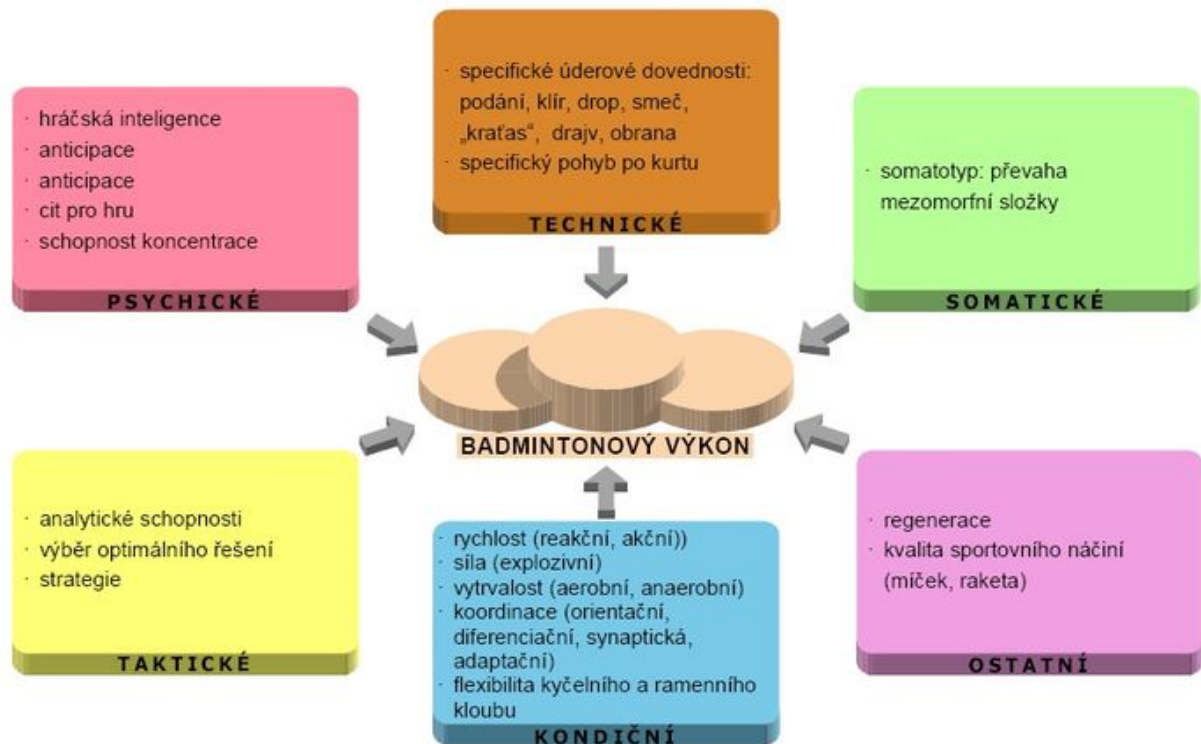 · hráčská inteligence
· anticipace
· anticipace
· cit pro hru
· schopnost koncentrace
PSYCHICKÉ
· specifické úderové dovednosti:
podání, klír, drop, smeč,
„kraťas“, drajv, obrana
· specifický pohyb po kurtu
TECHNICKÉ
· somatotyp: převaha
mezomorfní složky
SOMATICKÉ
BADMINTONOVÝ VÝKON
· analytické schopnosti
· výběr optimálního řešení
· strategie
TAKTICKÉ
· rychlost (reakční, akční))
· síla (explozivní)
· vytrvalost (aerobní, anaerobní)
· koordinace (orientační,
diferenciační, synaptická,
adaptační)
· flexibilita kyčelního a ramenního
kloubu
KONDIČNÍ
· regenerace
· kvalita sportovního náčiní
(míček, raketa)
OSTATNÍ